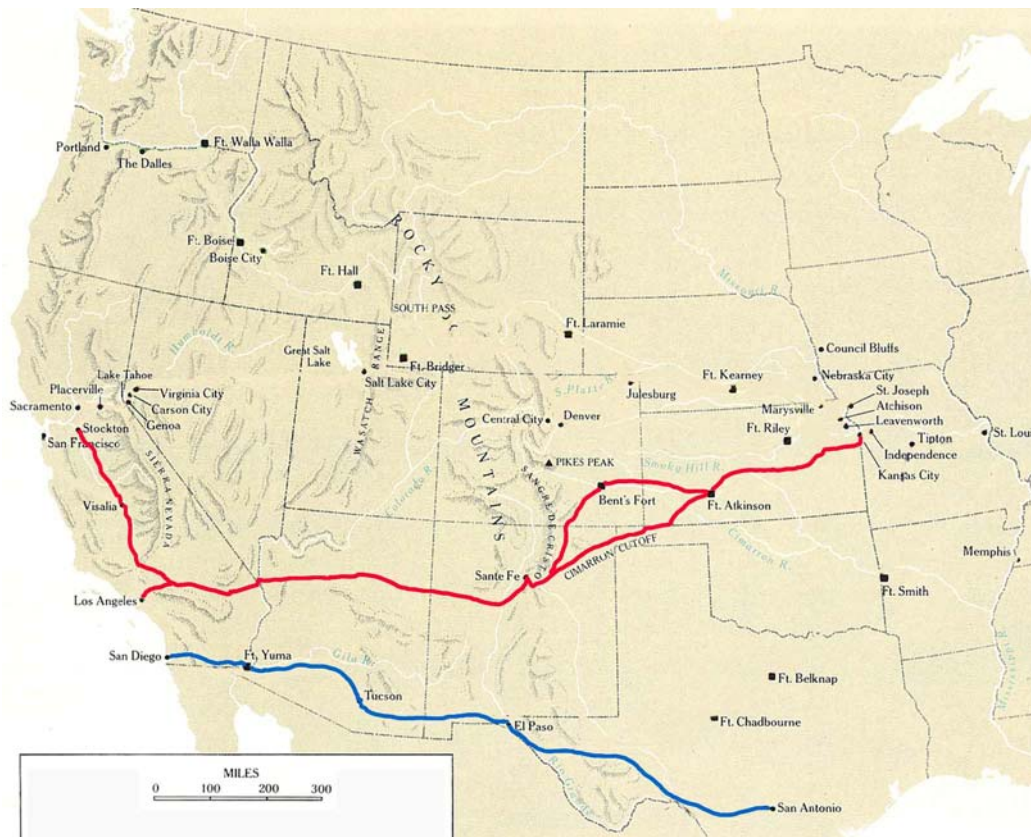 Portland
The Dalles
Ft. Walla Walla
ROCKY
Ft. Boise
Boise City
Ft. Hall
SOUTH PASS
Missouri R.
Ft. Laramie
Humboldt R.
Great Salt
Lake
RANGE
Ft. Bridger
Salt Lake City
WASATCH
Council Bluffs
Nebraska City
S. Platte R.
Julesburg
Ft. Kearney
St. Joseph
Atchison
Leavenworth
Marysville
Lake Tahoe
Placerville
Virginia City
Carson City
Genoa
Sacramento
Stockton
San Francisco
MOUNTAINS
Central City
Denver
Ft. Riley
Tipton
Independence
Kansas City
St. Loui
PIKES PEAK
Smoky Hill R.
SIERRA NEVADA
Colorado R.
SANGRE DE CRISTO
Visalia
Bent's Fort
Ft. Atkinson
CIMARRON CUTOFF
Cimarron R.
Memphis
Sante Fe
Ft. Smith
Los Angeles
San Diego
Ft. Yuma
Gila R.
Tucson
El Paso
Ft. Belknap
Ft. Chadbourne
Rio Grande
San Antonio
MILES
0 100 200 300